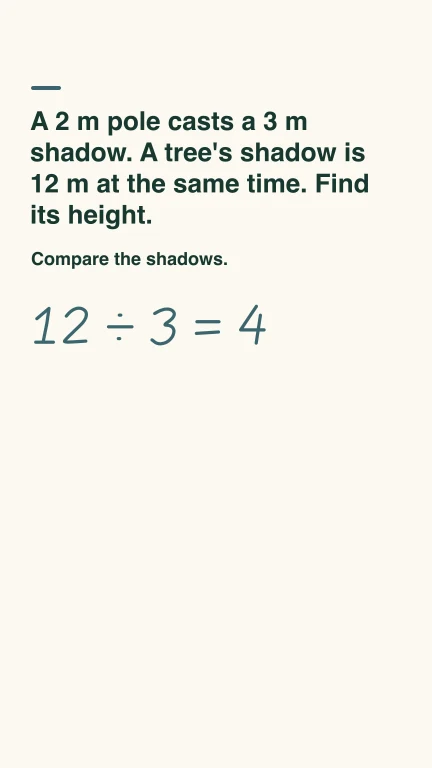 A 2 m pole casts a 3 m
shadow. A tree's shadow is
12 m at the same time. Find
its height.
Compare the shadows.
12 ÷ 3 = 4